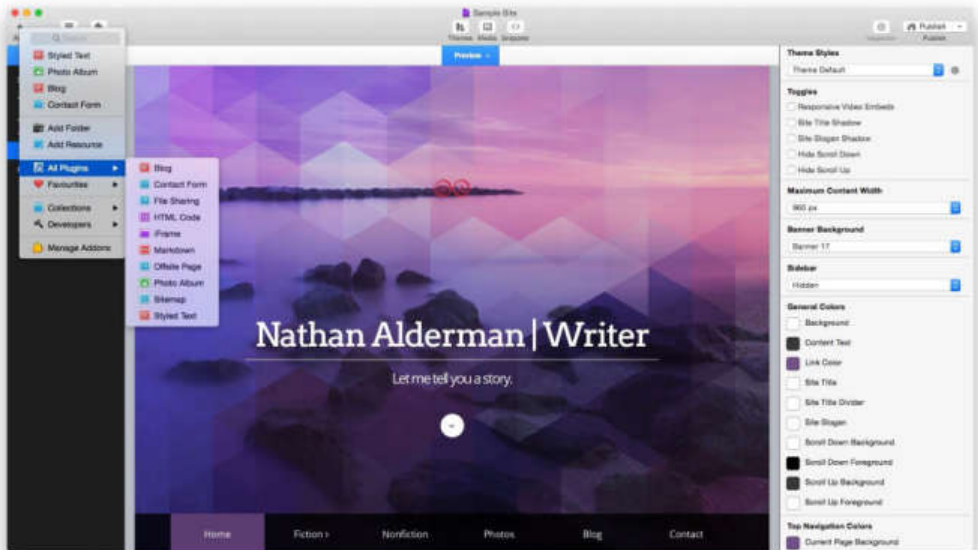 Sample Site
Themes
Media
Snippets
Publish
Publish
Search
Styled Text
Photo Album
Blog
Contact Form
Add Folder
Add Resource
All Plugins
Favourites
Collections
Developers
Manage Addons
Blog
Contact Form
File Sharing
HTML Code
iFrame
Markdown
Offsite Page
Photo Album
Sitemap
Styled Text
Preview
Nathan Alderman | Writer
Let me tell you a story.
Home
Fiction
Nonfiction
Photos
Blog
Contact
Theme Styles
Theme Default
Toggles
Responsive Video Embeds
Site Title Shadow
Site Slogan Shadow
Hide Scroll Down
Hide Scroll Up
Maximum Content Width
960 px
Banner Background
Banner 17
Sidebar
Hidden
General Colors
Background
Content Text
Link Color
Site Title
Site Title Divider
Site Slogan
Scroll Down Background
Scroll Down Foreground
Scroll Up Background
Scroll Up Foreground
Top Navigation Colors
Current Page Background